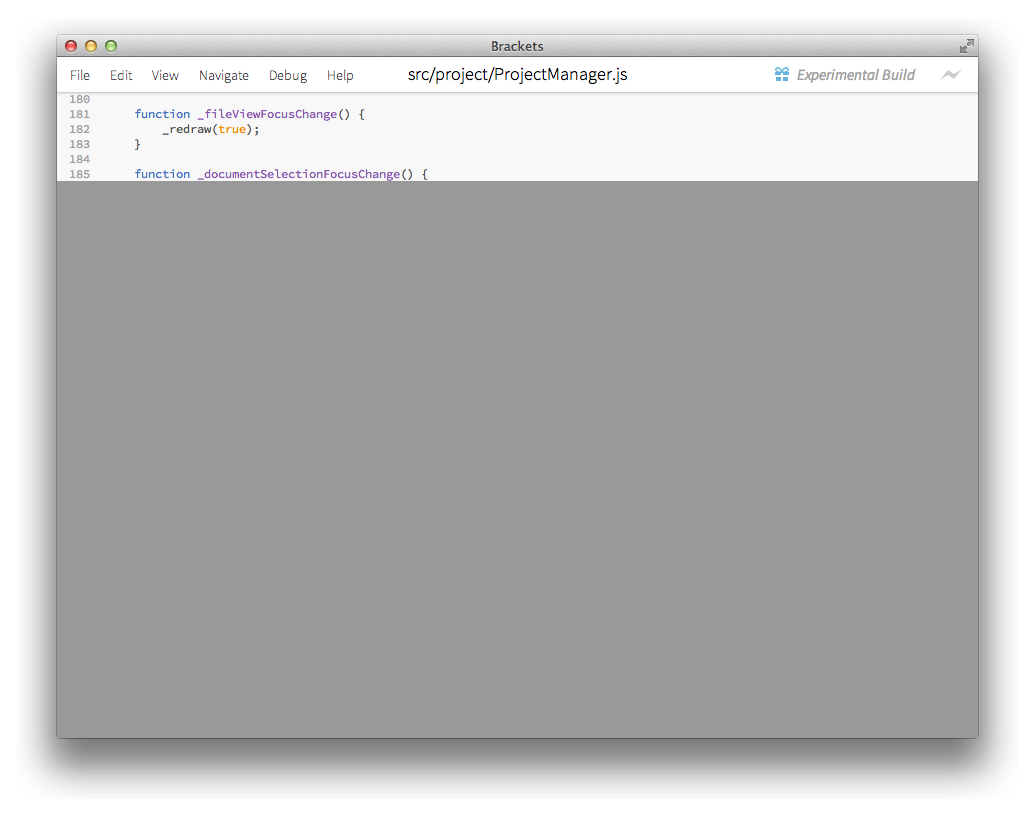 Brackets
File Edit View Navigate Debug Help src/project/ProjectManager.js Experimental Build
180
181 function _fileViewFocusChange() {
182 _redraw(true);
183 }
184
185 function _documentSelectionFocusChange() {